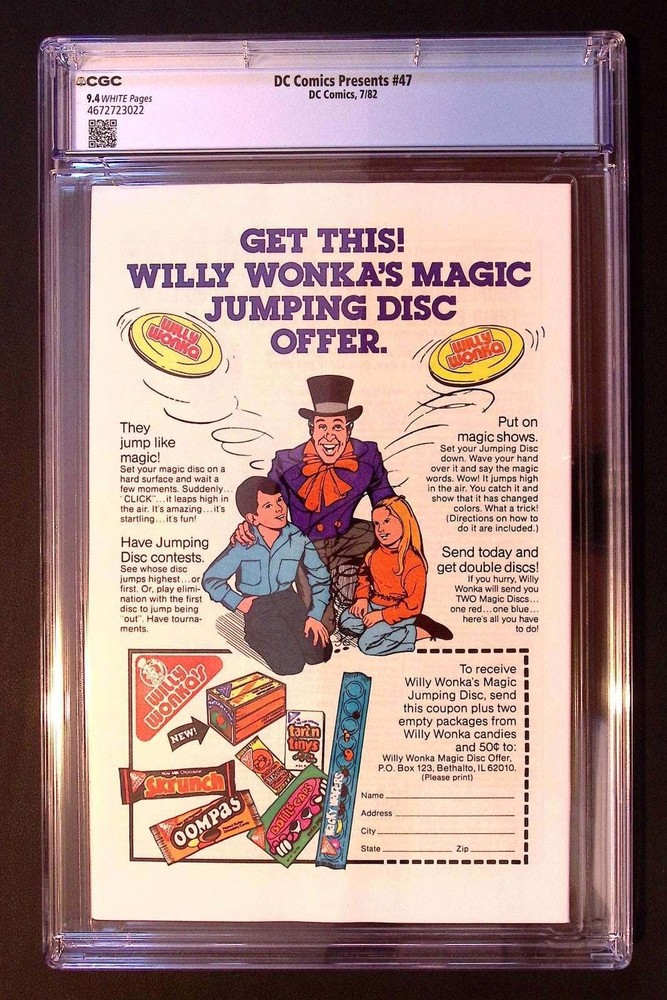 CGC
9.4 WHITE Pages
4672723022
DC Comics Presents #47
DC Comics, 7/82
GET THIS!
WILLY WONKA'S MAGIC
JUMPING DISC
OFFER.
WILLY
WONKA
WILLY
WONKA
They
jump like
magic!
Set your magic disc on a
hard surface and wait a
few moments. Suddenly...
"CLICK"...it leaps high in
the air. It's amazing...it's
startling...it's fun!
Have Jumping
Disc contests.
See whose disc
jumps highest...or
first. Or, play elimi-
nation with the first
disc to jump being
"out". Have tourna-
ments.
Put on
magic shows.
Set your Jumping Disc
down. Wave your hand
over it and say the magic
words. Wow! It jumps high
in the air. You catch it and
show that it has changed
colors. What a trick!
(Directions on how to
do it are included.)
Send today and
get double discs!
If you hurry, Willy
Wonka will send you
TWO Magic Discs...
one red...one blue...
here's all you have
to do!
WILLY
WONKA'S
NEW!
tart n
tinys
Skrunch
OOMPAS
BOTTLE CAPS
WACKY WAFERS
To receive
Willy Wonka's Magic
Jumping Disc, send
this coupon plus two
empty packages from
Willy Wonka candies
and 50¢ to:
Willy Wonka Magic Disc Offer,
P.O. Box 123, Bethalto, IL 62010.
(Please print)
Name
Address
City
State Zip